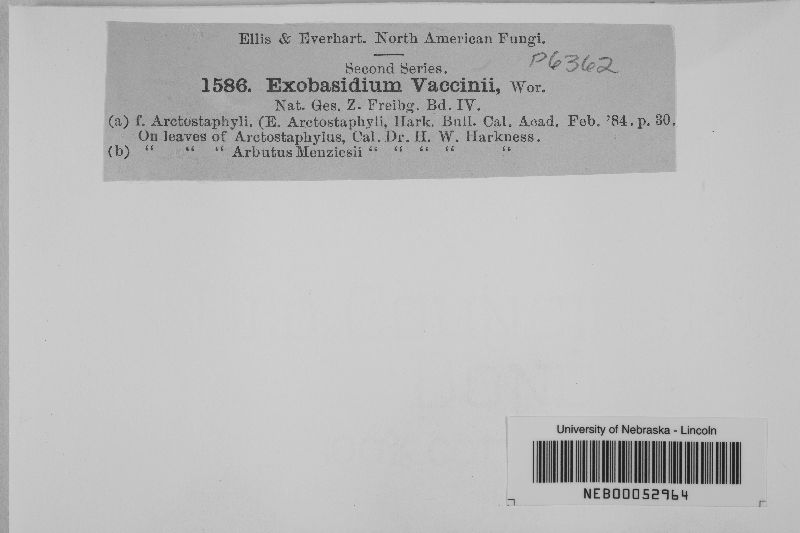 Ellis & Everhart. North American Fungi.
P6362
Second Series.
1586. Exobasidium Vaccinii, Wor.
Nat. Ges. Z. Freibg. Bd. IV.
(a) f. Arctostaphyli. (E. Arctostaphyli, Hark. Bull. Cal. Acad. Feb. '84. p. 30.
On leaves of Arctostaphylus, Cal. Dr. H. W. Harkness.
(b) " " " Arbutus Menziesii " " " " "
University of Nebraska - Lincoln
NEB00052964